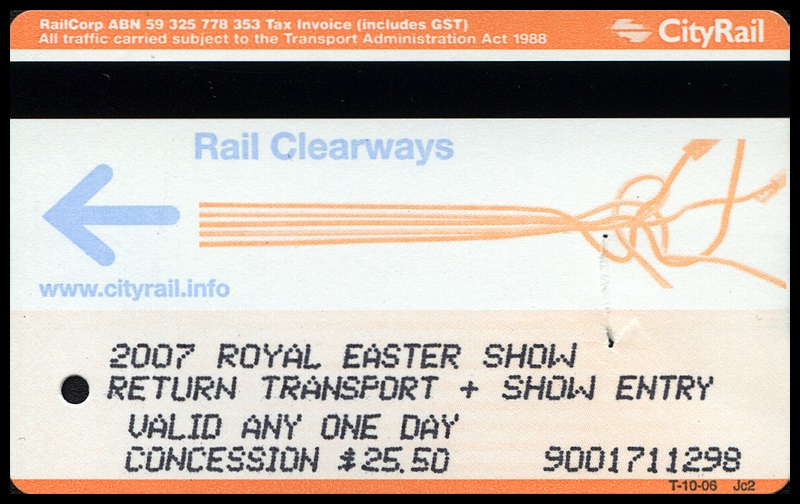 RailCorp ABN 59 325 778 353 Tax Invoice (includes GST)
All traffic carried subject to the Transport Administration Act 1988
CityRail
Rail Clearways
www.cityrail.info
2007 ROYAL EASTER SHOW
RETURN TRANSPORT + SHOW ENTRY
VALID ANY ONE DAY
CONCESSION $25.50 9001711298
T-10-06 Jc2